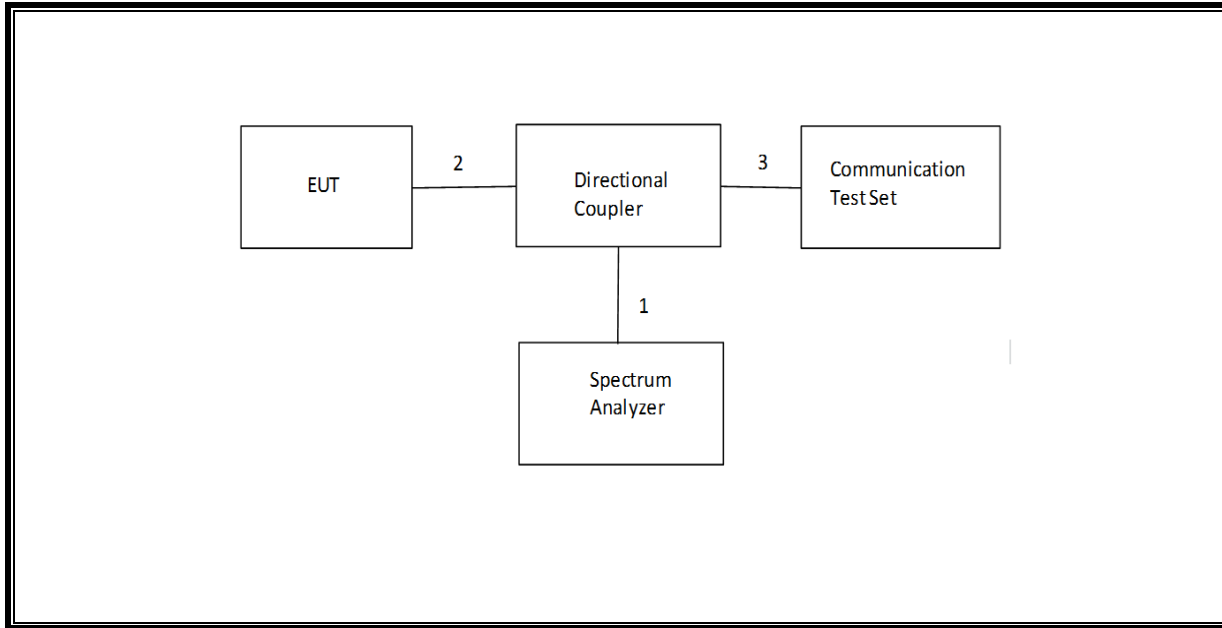 EUT
2
Directional
Coupler
3
Communication
Test Set
1
Spectrum
Analyzer